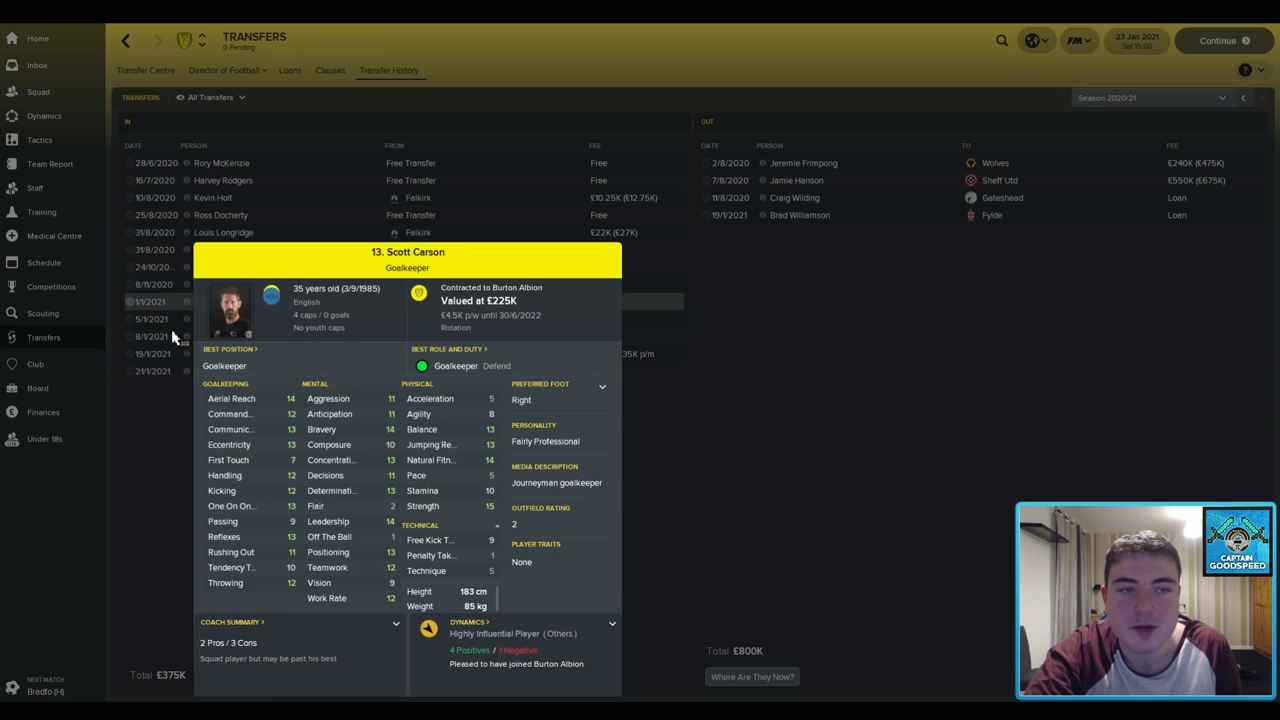 Home
Inbox
Squad
Dynamics
Tactics
Team Report
Staff
Training
Medical Centre
Schedule
Competitions
Scouting
Transfers
Club
Board
Finances
Under 18s
NEXT MATCH
Bradfo (H)
TRANSFERS
0 Pending
FM
23 Jan 2021
Sat 15:00
Continue
Transfer Centre
Director of Football
Loans
Clauses
Transfer History
?
TRANSFERS
All Transfers
Season 2020/21
IN
DATE PERSON FROM FEE
28/6/2020 Rory McKenzie Free Transfer Free
16/7/2020 Harvey Rodgers Free Transfer Free
10/8/2020 Kevin Holt Falkirk £10.25K (£12.75K)
25/8/2020 Ross Docherty Free Transfer Free
31/8/2020 Louis Longridge Falkirk £22K (£27K)
31/8/2020
24/10/20...
8/11/2020
1/1/2021
5/1/2021
8/1/2021
19/1/2021 35K p/m
21/1/2021
Total £375K
OUT
DATE PERSON TO FEE
2/8/2020 Jeremie Frimpong Wolves £240K (£475K)
7/8/2020 Jamie Hanson Sheff Utd £550K (£675K)
11/8/2020 Craig Wilding Gateshead Loan
19/1/2021 Brad Williamson Fylde Loan
Total £800K
Where Are They Now?
13. Scott Carson
Goalkeeper
35 years old (3/9/1985)
English
4 caps / 0 goals
No youth caps
Contracted to Burton Albion
Valued at £225K
£4.5K p/w until 30/6/2022
Rotation
BEST POSITION >
Goalkeeper
BEST ROLE AND DUTY >
Goalkeeper Defend
GOALKEEPING
Aerial Reach 14
Command... 12
Communic... 13
Eccentricity 13
First Touch 7
Handling 12
Kicking 12
One On On... 13
Passing 9
Reflexes 13
Rushing Out 11
Tendency T... 10
Throwing 12
MENTAL
Aggression 11
Anticipation 11
Bravery 14
Composure 10
Concentrati... 13
Decisions 11
Determinati... 13
Flair 2
Leadership 14
Off The Ball 1
Positioning 13
Teamwork 12
Vision 9
Work Rate 12
PHYSICAL
Acceleration 5
Agility 8
Balance 13
Jumping Re... 13
Natural Fitn... 14
Pace 5
Stamina 10
Strength 15
TECHNICAL
Free Kick T... 9
Penalty Tak... 1
Technique 5
Height 183 cm
Weight 85 kg
PREFERRED FOOT
Right
PERSONALITY
Fairly Professional
MEDIA DESCRIPTION
Journeyman goalkeeper
OUTFIELD RATING
2
PLAYER TRAITS
None
COACH SUMMARY >
2 Pros / 3 Cons
Squad player but may be past his best
DYNAMICS >
Highly Influential Player ( Others )
4 Positives / 1 Negative
Pleased to have joined Burton Albion
CAPTAIN
GOODSPEED